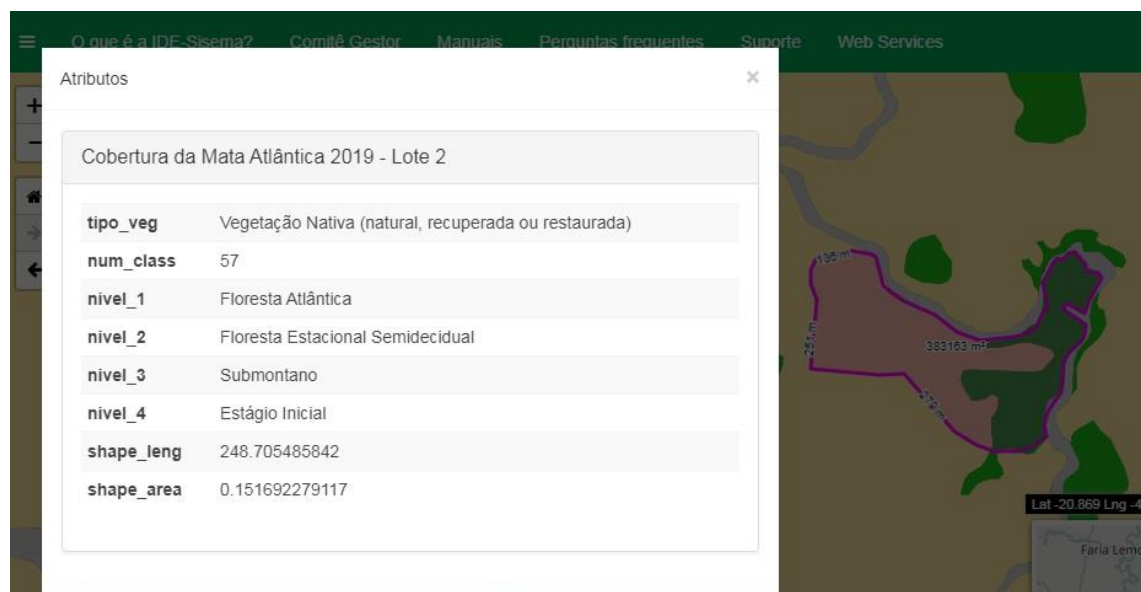 O que é a IDE-Sisema? Comitê Gestor Manuais Perguntas frequentes Suporte Web Services
Atributos ×
Cobertura da Mata Atlântica 2019 - Lote 2
tipo_veg Vegetação Nativa (natural, recuperada ou restaurada)
num_class 57
nivel_1 Floresta Atlântica
nivel_2 Floresta Estacional Semidecidual
nivel_3 Submontano
nivel_4 Estágio Inicial
shape_leng 248.705485842
shape_area 0.151692279117
251 m
383163 m²
Lat -20.869 Lng -4
Faria Lemo